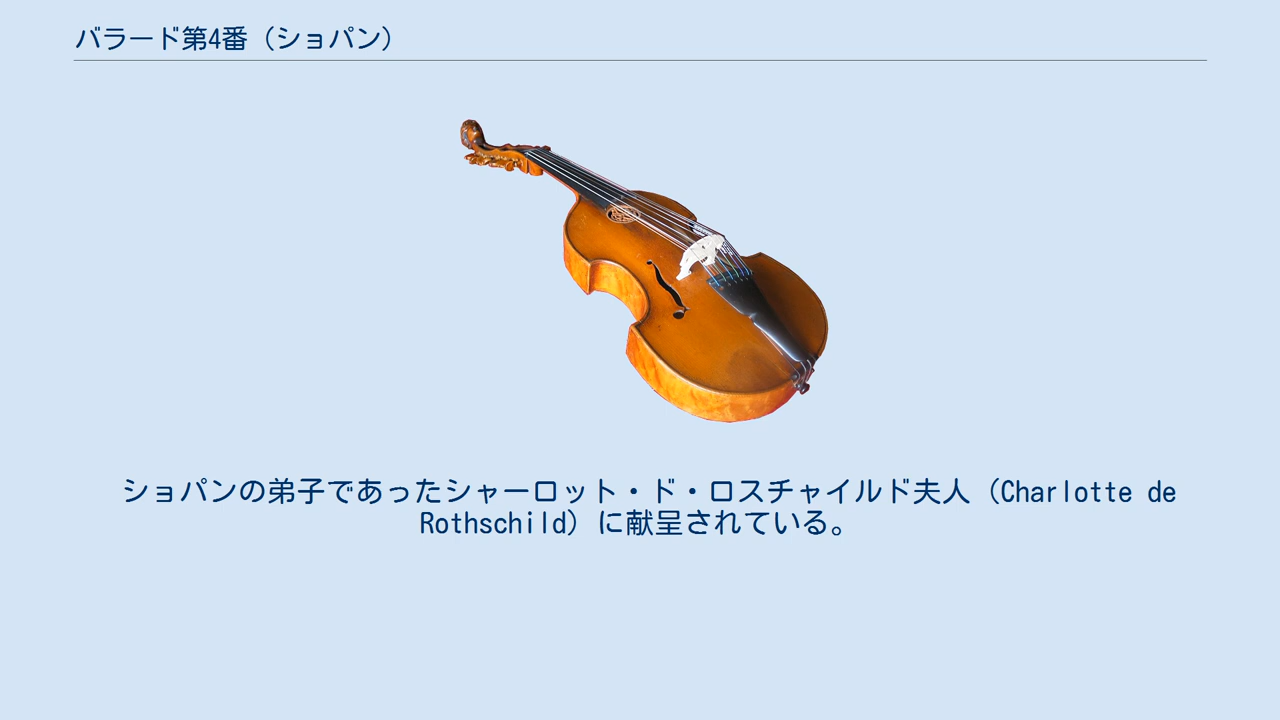 バラード第4番（ショパン）
ショパンの弟子であったシャーロット・ド・ロスチャイルド夫人（Charlotte de
Rothschild）に献呈されている。